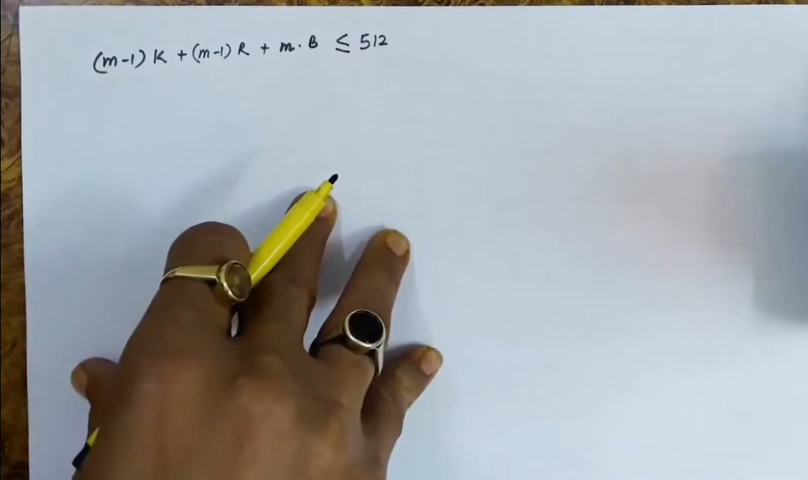 (m-1) K + (m-1) R + m. B ≤ 512